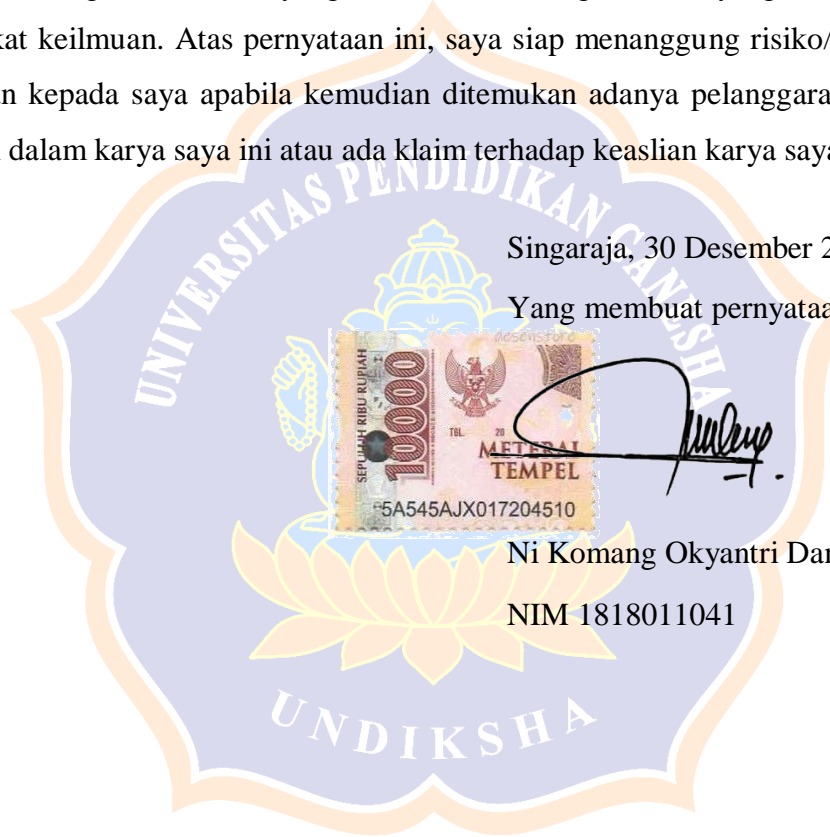 kat keilmuan. Atas pernyataan ini, saya siap menanggung risiko/
n kepada saya apabila kemudian ditemukan adanya pelanggara
dalam karya saya ini atau ada klaim terhadap keaslian karya saya
UNIVERSITAS PENDIDIKAN GANESHA
Singaraja, 30 Desember 2
Yang membuat pernyataa
desenstore
SEPULUH RIBU RUPIAH
10000
TGL. 20
METERAI
TEMPEL
5A545AJX017204510
Ni Komang Okyantri Dar
NIM 1818011041
UNDIKSHA